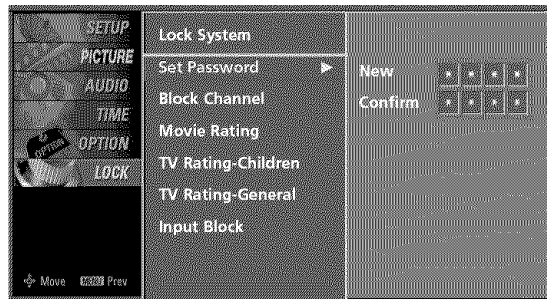 SETUP
PICTURE
AUDIO
TIME
OPTION
OPTION
LOCK
Move MENU Prev
Lock System
Set Password ►
Block Channel
Movie Rating
TV Rating-Children
TV Rating-General
Input Block
New * * * *
Confirm * * * *